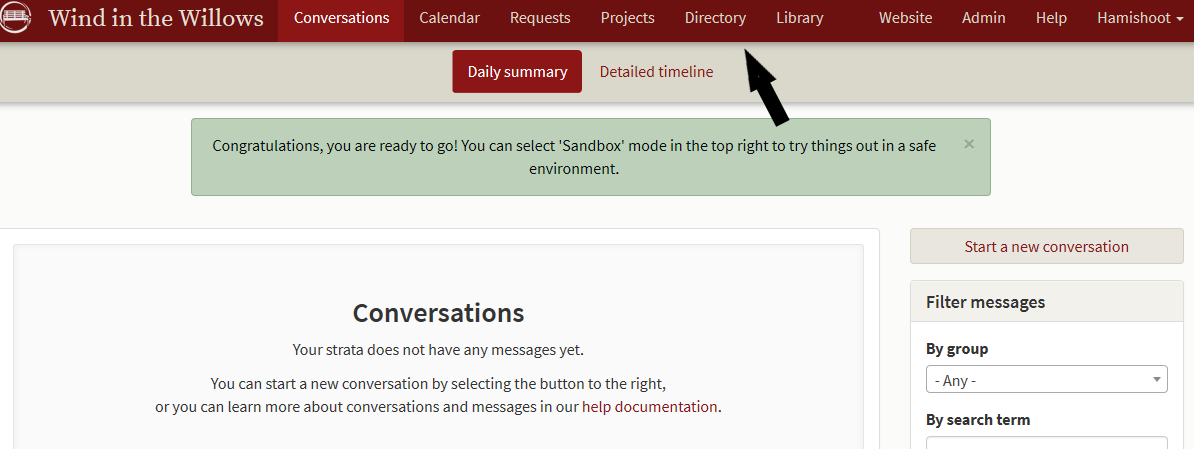 Wind in the Willows Conversations Calendar Requests Projects Directory Library Website Admin Help Hamishoot
Daily summary Detailed timeline
Congratulations, you are ready to go! You can select 'Sandbox' mode in the top right to try things out in a safe
environment.
×
Start a new conversation
Conversations
Your strata does not have any messages yet.
You can start a new conversation by selecting the button to the right,
or you can learn more about conversations and messages in our help documentation.
Filter messages
By group
- Any -
By search term